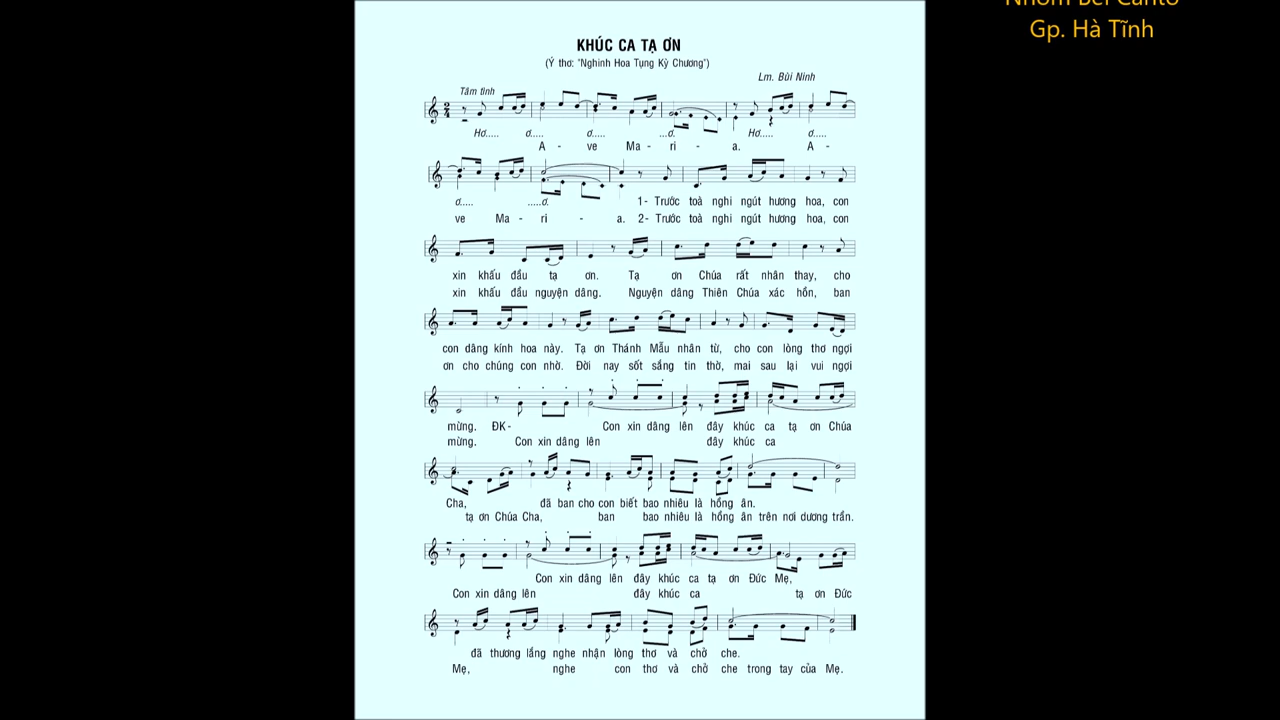 Nhóm Bel Canto
Gp. Hà Tĩnh
KHÚC CA TẠ ƠN
(Ý thơ: "Nghinh Hoa Tụng Kỳ Chương")
Lm. Bùi Ninh
Tâm tình
Hơ..... ơ..... ơ..... ...ơ. Hơ..... ơ.....
A - ve Ma - ri - a. A -
ơ..... .....ơ. 1- Trước toà nghi ngút hương hoa, con
ve Ma - ri - a. 2- Trước toà nghi ngút hương hoa, con
xin khấu đầu tạ ơn. Tạ ơn Chúa rất nhân thay, cho
xin khấu đầu nguyện dâng. Nguyện dâng Thiên Chúa xác hồn, ban
con dâng kính hoa này. Tạ ơn Thánh Mẫu nhân từ, cho con lòng thơ ngợi
ơn cho chúng con nhờ. Đời nay sốt sắng tin thờ, mai sau lại vui ngợi
mừng. ĐK- Con xin dâng lên đây khúc ca tạ ơn Chúa
mừng. Con xin dâng lên đây khúc ca
Cha, đã ban cho con biết bao nhiêu là hồng ân.
tạ ơn Chúa Cha, ban bao nhiêu là hồng ân trên nơi dương trần.
Con xin dâng lên đây khúc ca tạ ơn Đức Mẹ,
Con xin dâng lên đây khúc ca tạ ơn Đức
đã thương lắng nghe nhận lòng thơ và chở che.
Mẹ, nghe con thơ và chở che trong tay của Mẹ.